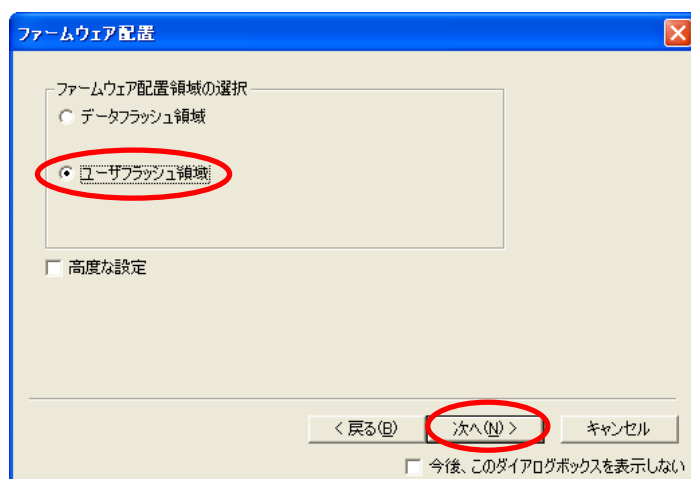 ファームウェア配置
ファームウェア配置領域の選択
データフラッシュ領域
ユーザフラッシュ領域
高度な設定
< 戻る(B) 次へ(N) > キャンセル
今後、このダイアログボックスを表示しない